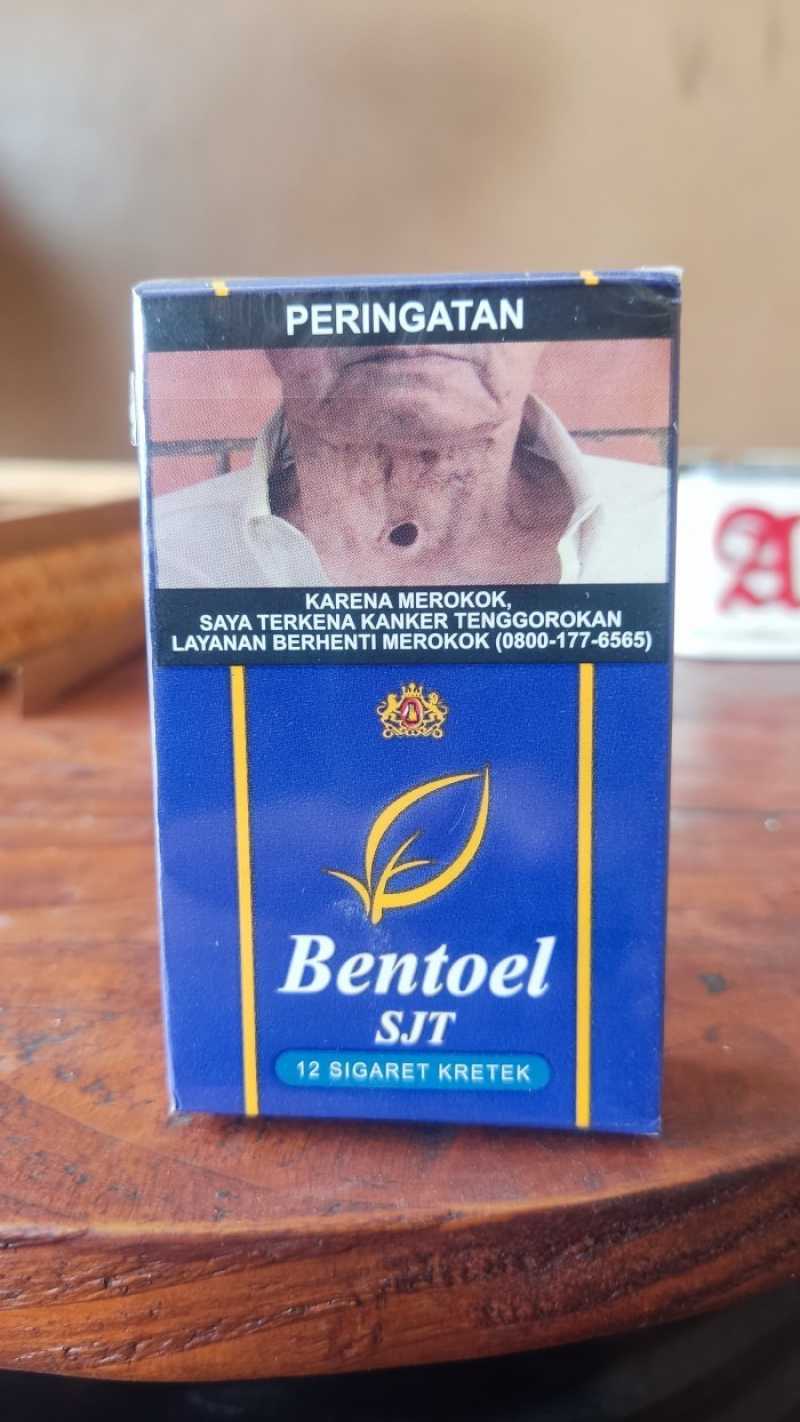 PERINGATAN
KARENA MEROKOK,
SAYA TERKENA KANKER TENGGOROKAN
LAYANAN BERHENTI MEROKOK (0800-177-6565)
Bentoel
SJT
12 SIGARET KRETEK
A